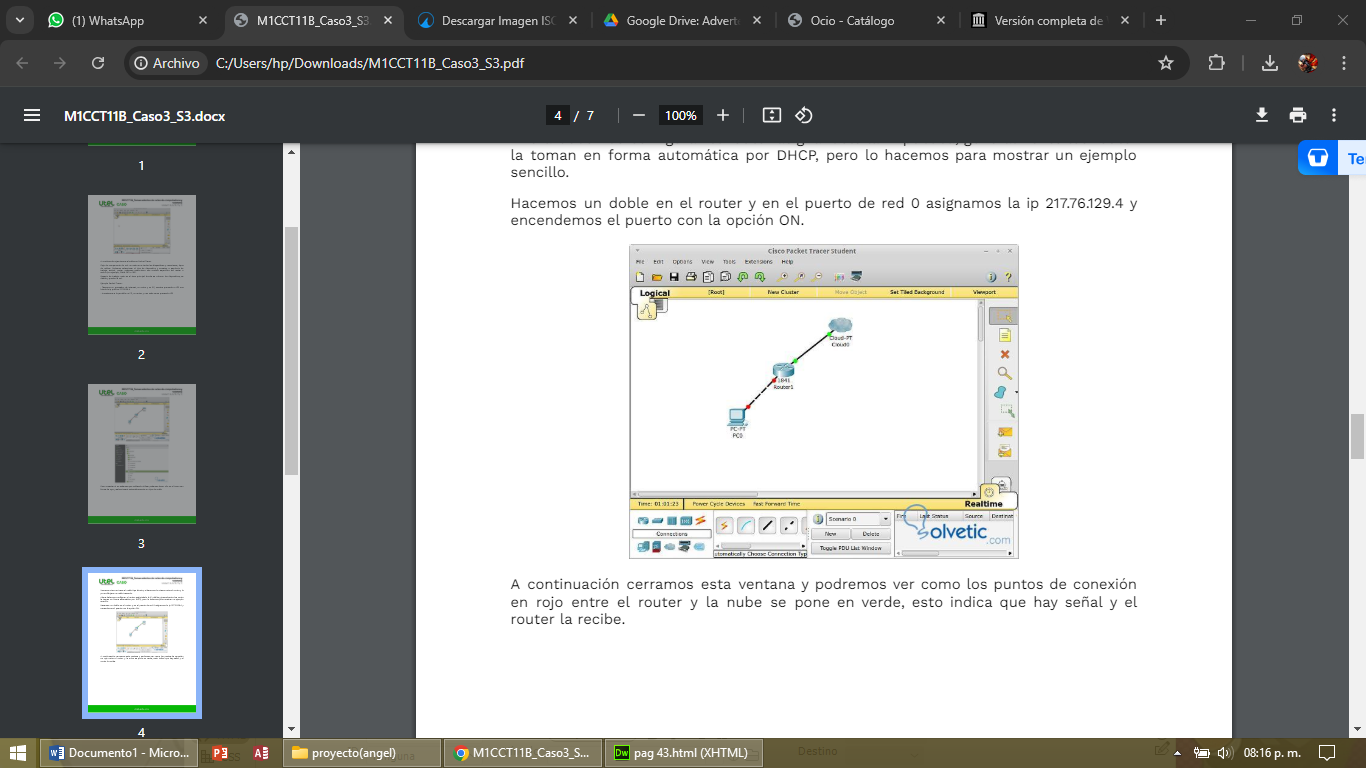 (1) WhatsApp
M1CCT11B_Caso3_S3
Descargar Imagen ISO
Google Drive: Advert
Ocio - Catálogo
Versión completa de
Archivo
C:/Users/hp/Downloads/M1CCT11B_Caso3_S3.pdf
M1CCT11B_Caso3_S3.docx
4 / 7
100%
1
2
3
4
la toman en forma automática por DHCP, pero lo hacemos para mostrar un ejemplo
sencillo.
Hacemos un doble en el router y en el puerto de red 0 asignamos la ip 217.76.129.4 y
encendemos el puerto con la opción ON.
Cisco Packet Tracer Student
File Edit Options View Tools Extensions Help
Logical
[Root]
New Cluster
Move Object
Set Tiled Background
Viewport
Cloud-PT
Cloud0
1841
Router1
PC-PT
PC0
Time: 01:01:23
Power Cycle Devices Fast Forward Time
Realtime
Connections
Automatically Choose Connection Typ
Scenario 0
New
Delete
Toggle PDU List Window
Fire
Last Status
Source
Destinat
Solvetic.com
A continuación cerramos esta ventana y podremos ver como los puntos de conexión
en rojo entre el router y la nube se pone en verde, esto indica que hay señal y el
router la recibe.
Te
Documento1 - Micro...
proyecto(angel)
M1CCT11B_Caso3_S...
pag 43.html (XHTML)
Destino
08:16 p. m.